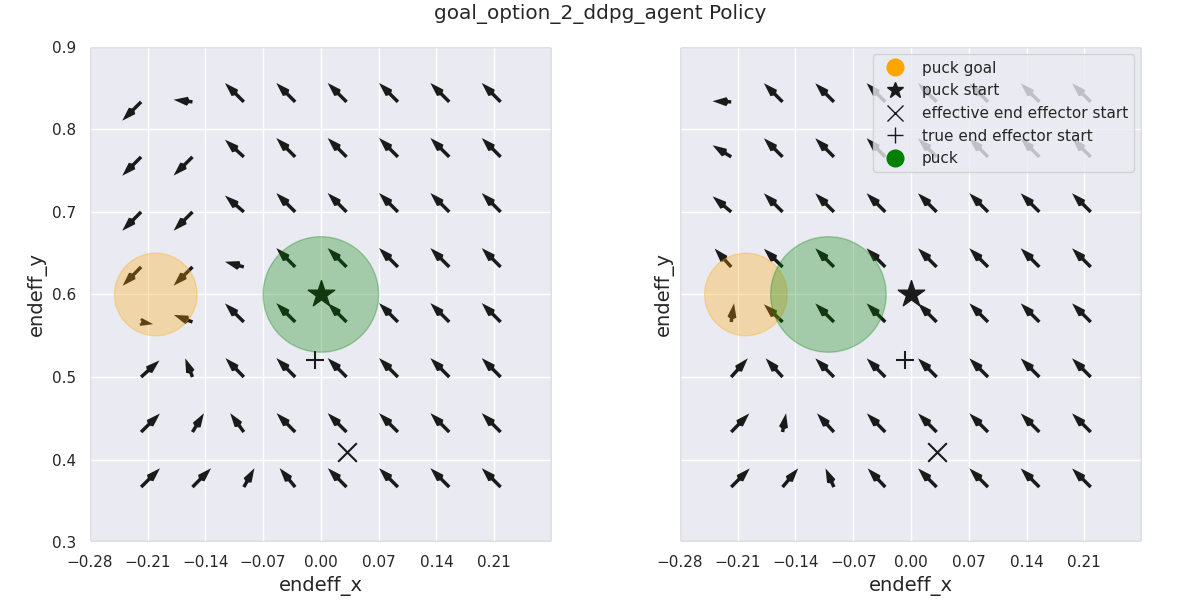 goal_option_2_ddpg_agent Policy
0.9
0.8
0.7
0.6
0.5
0.4
0.3
endeff_y
−0.28 −0.21 −0.14 −0.07 0.00 0.07 0.14 0.21
endeff_x
endeff_y
puck goal
puck start
effective end effector start
true end effector start
puck
−0.28 −0.21 −0.14 −0.07 0.00 0.07 0.14 0.21
endeff_x